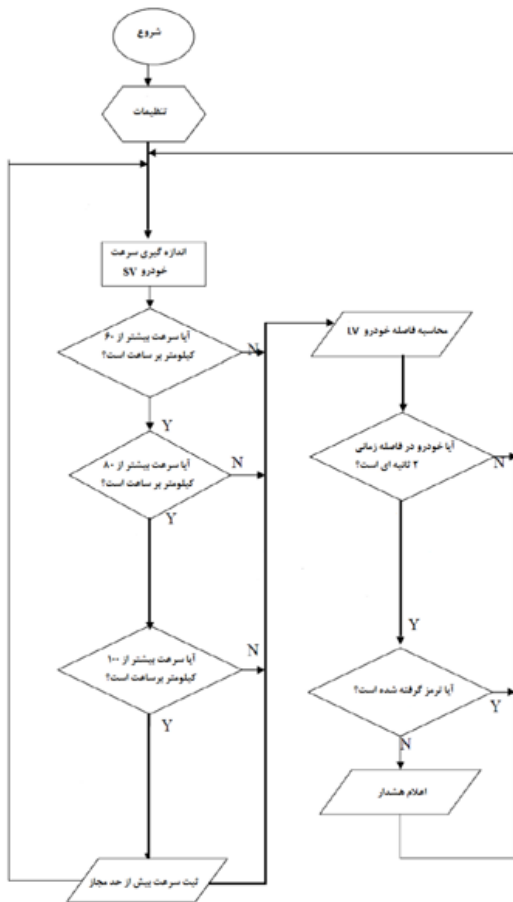 شروع
تنظیمات
اندازه گیری سرعت
خودرو SV
آیا سرعت بیشتر از ۶۰
کیلومتر بر ساعت است؟
N
Y
آیا سرعت بیشتر از ۸۰
کیلومتر بر ساعت است؟
N
Y
آیا سرعت بیشتر از ۱۰۰
کیلومتر برساعت است؟
N
Y
ثبت سرعت بیش از حد مجاز
محاسبه فاصله خودرو LV
آیا خودرو در فاصله زمانی
۲ ثانیه ای است؟
N
Y
آیا ترمز گرفته شده است؟
Y
N
اعلام هشدار